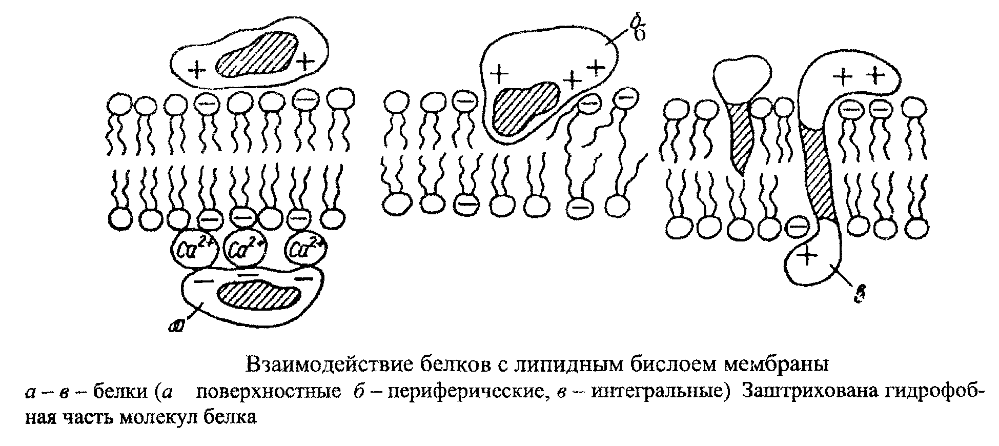 б
+ +
+ + +
+ +
− −
− − −
− −
− − − −
− −
−
Ca²⁺ Ca²⁺ Ca²⁺
+
− − −
а
в
Взаимодействие белков с липидным бислоем мембраны
а – в – белки (а поверхностные б – периферические, в – интегральные) Заштрихована гидрофоб-
ная часть молекул белка